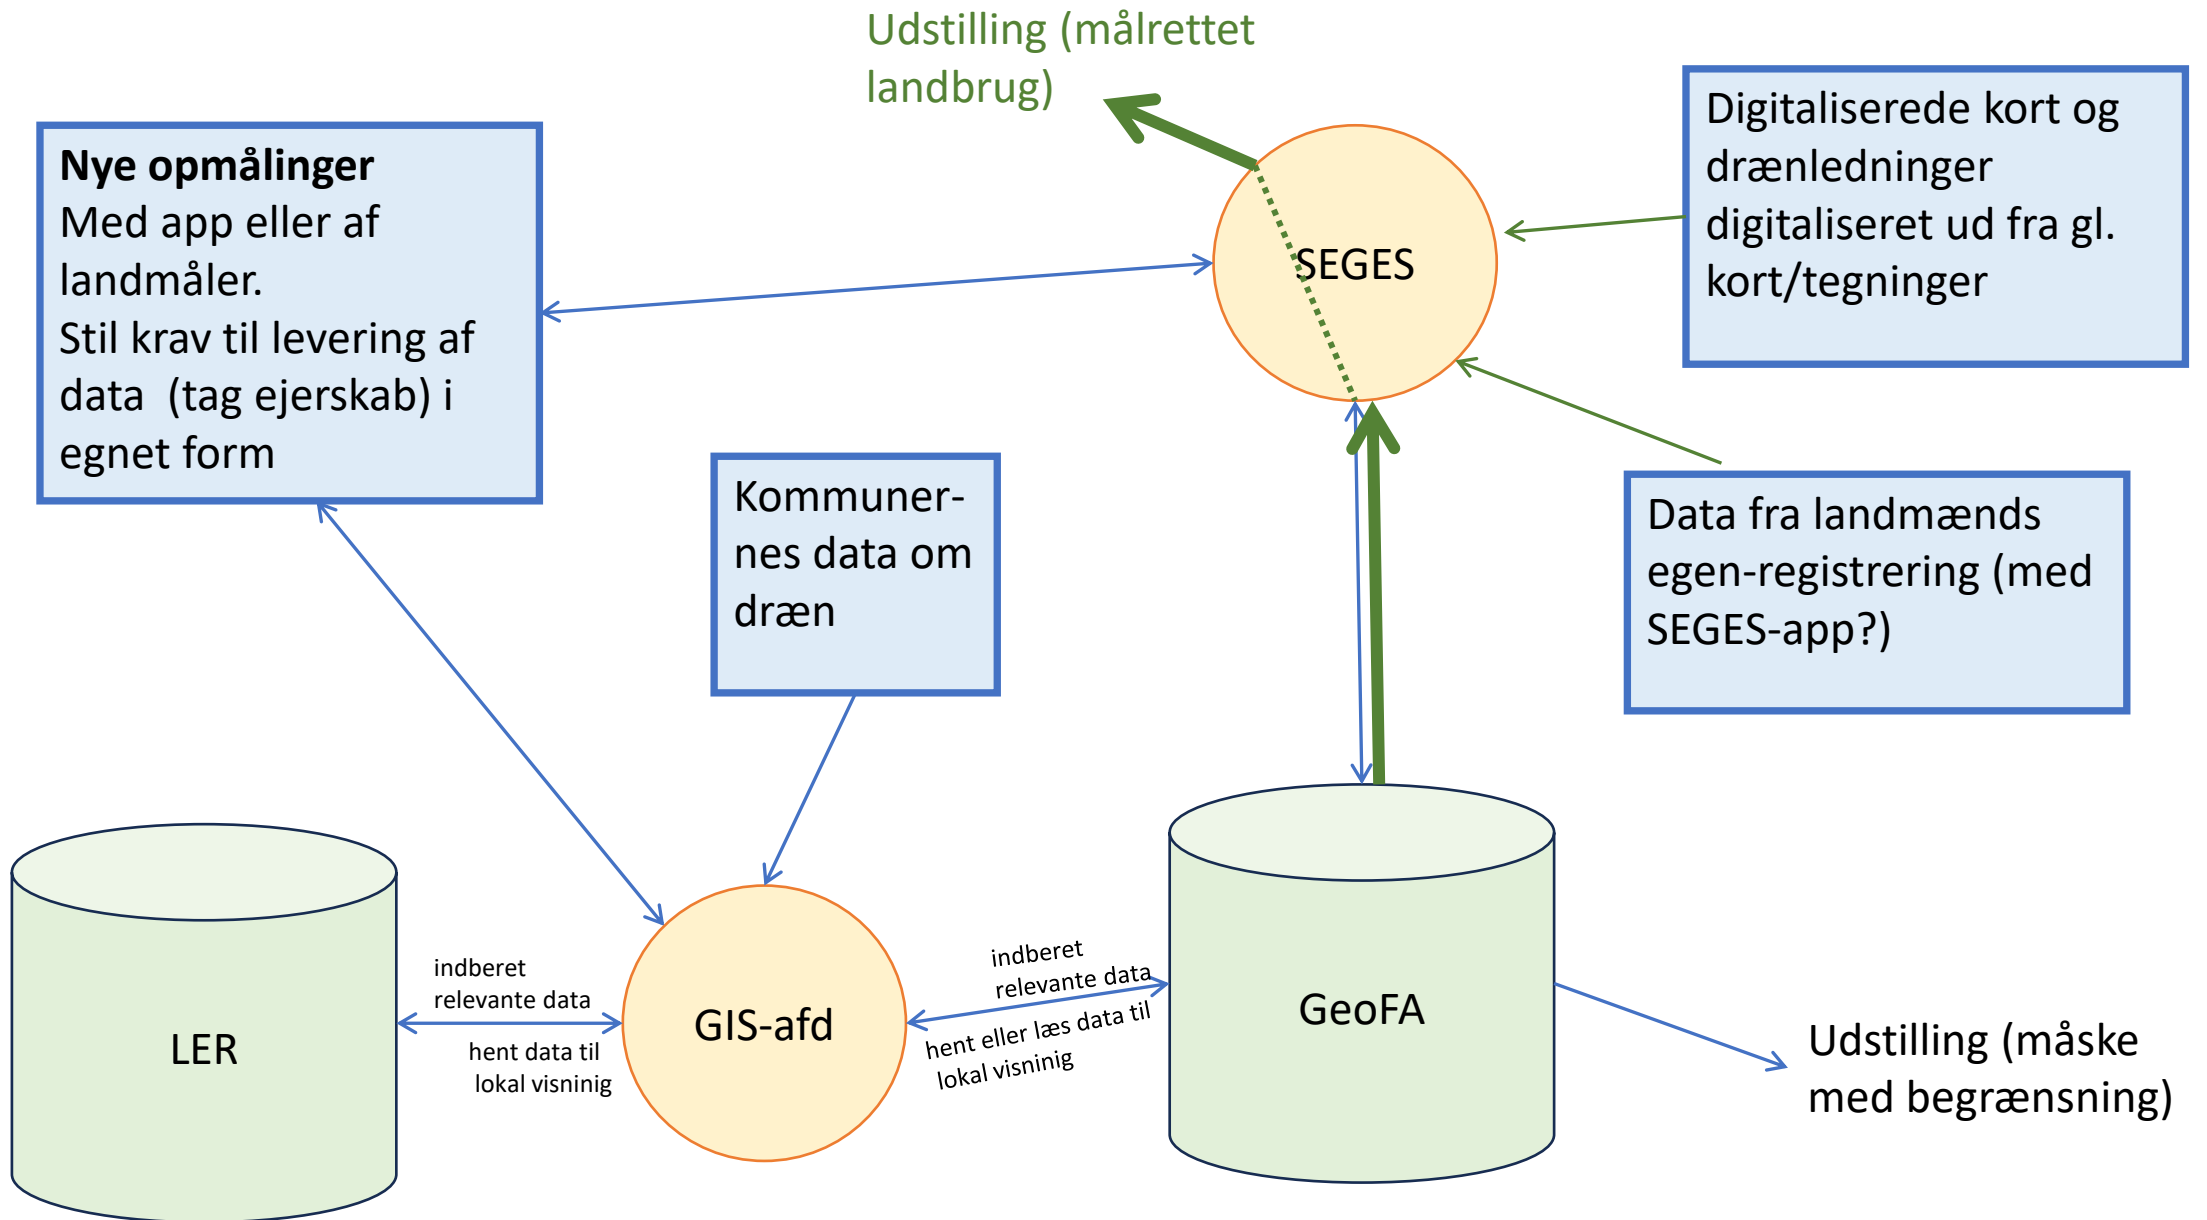 Udstilling (målrettet
landbrug)
Nye opmålinger
Med app eller af
landmåler.
Stil krav til levering af
data  (tag ejerskab) i
egnet form
SEGES
Digitaliserede kort og
drænledninger
digitaliseret ud fra gl.
kort/tegninger
Kommuner-
nes data om
dræn
Data fra landmænds
egen-registrering (med
SEGES-app?)
LER
indberet
relevante data
hent data til
lokal visninig
GIS-afd
indberet
relevante data
hent eller læs data til
lokal visninig
GeoFA
Udstilling (måske
med begrænsning)